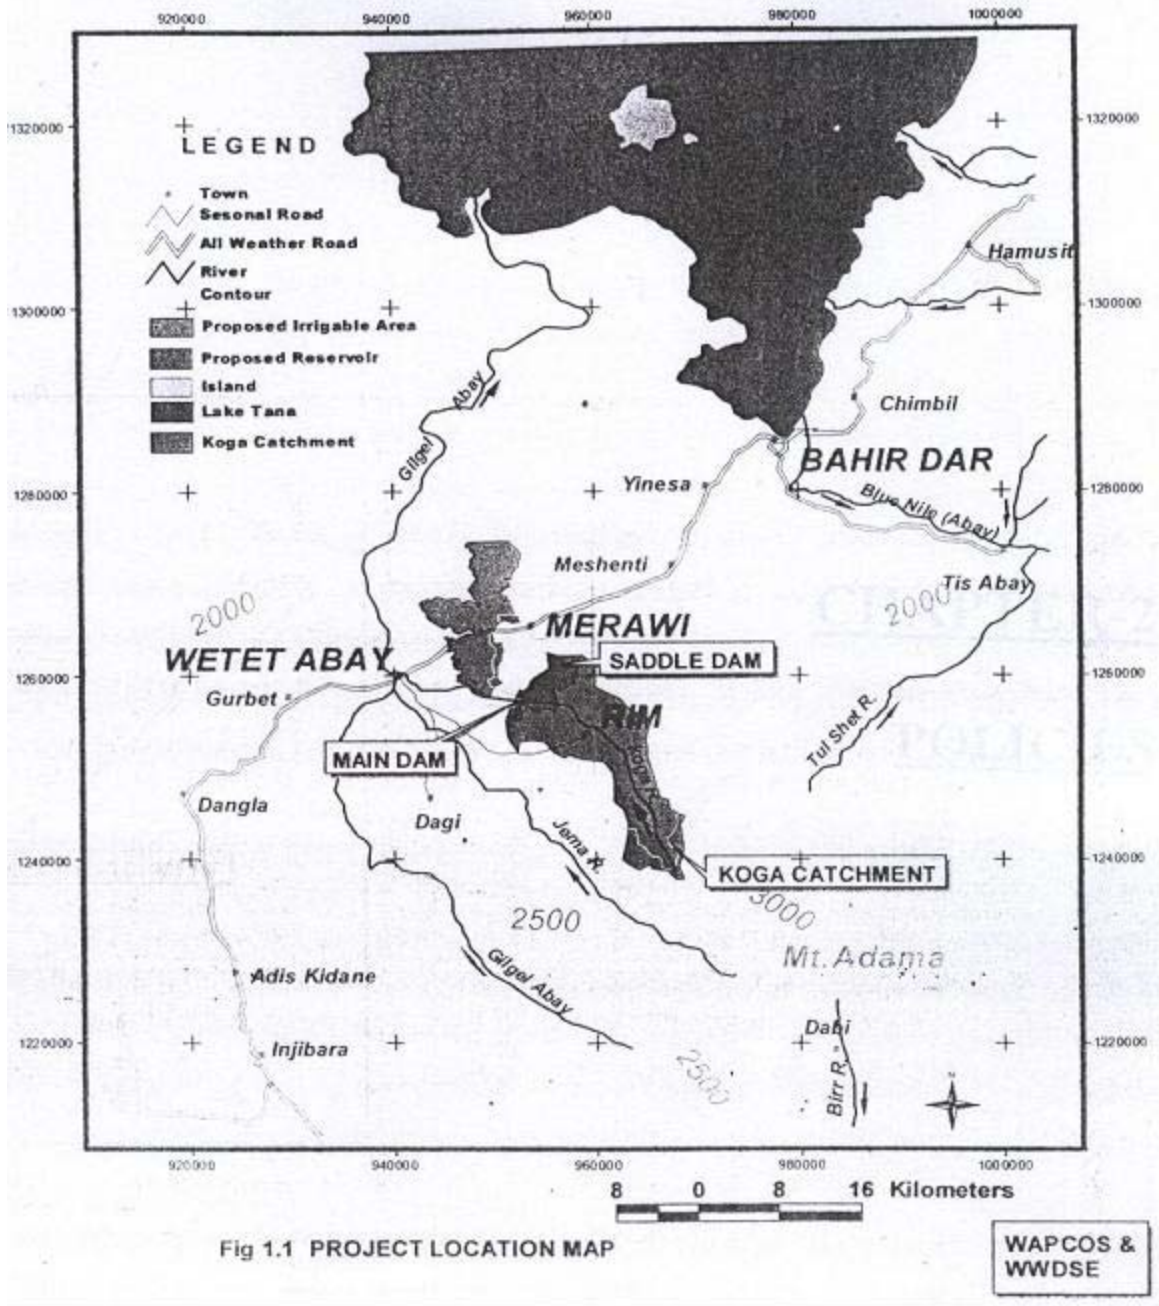 920000 940000 960000 980000 1000000
1320000 1320000
LEGEND
Town
Sesonal Road
All Weather Road
River
Contour
Proposed Irrigable Area
Proposed Reservoir
Island
Lake Tana
Koga Catchment
Hamusit
1300000 1300000
Abay
Chimbil
Gilgel
BAHIR DAR
Yinesa
1280000 1280000
Blue Nile (Abay)
Meshenti
Tis Abay
2000
2000
MERAWI
WETET ABAY
SADDLE DAM
1260000 1260000
Gurbet
RIM
Tul Shet R.
MAIN DAM
Koga
Dangla
Dagi
Jema R.
1240000 1240000
KOGA CATCHMENT
3000
2500
Mt. Adama
Gilgel Abay
Adis Kidane
Dabi
1220000 1220000
Injibara
2500
Birr R.
920000 940000 960000 980000 1000000
8 0 8 16 Kilometers
Fig 1.1 PROJECT LOCATION MAP
WAPCOS &
WWDSE